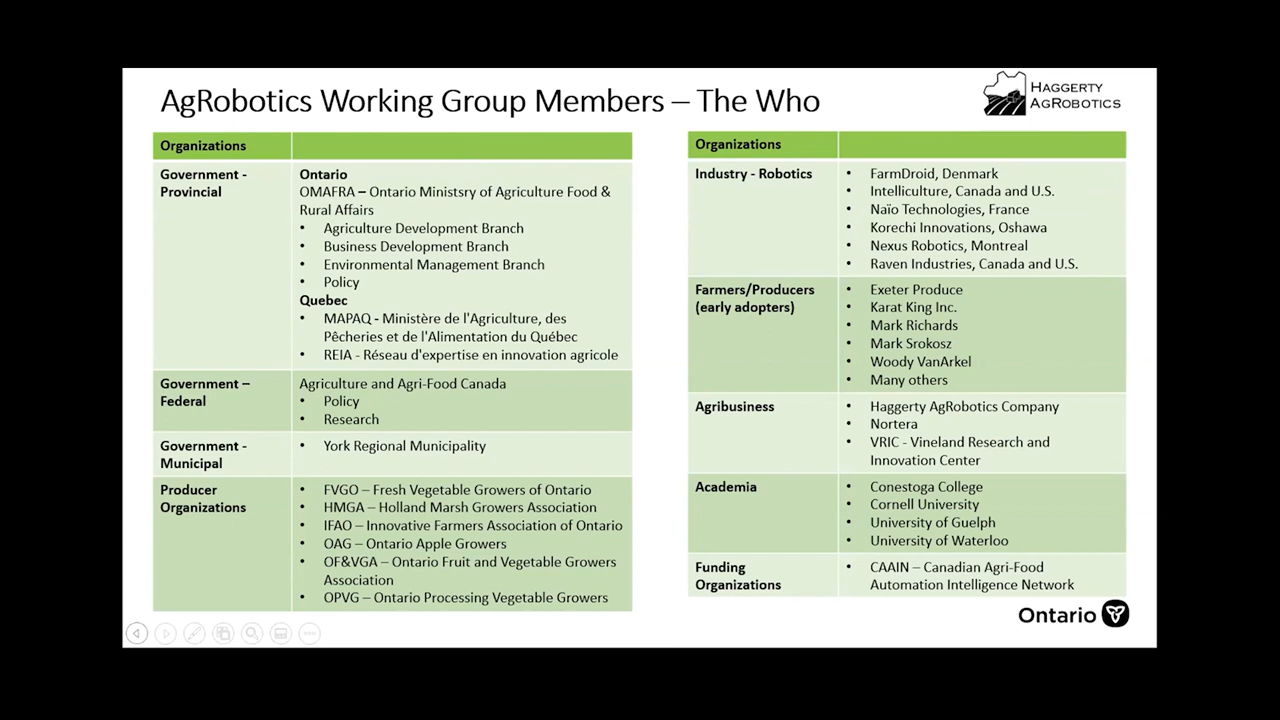 AgRobotics Working Group Members – The Who
HAGGERTY
AGROBOTICS
Organizations
Government -
Provincial
Ontario
OMAFRA – Ontario Ministsry of Agriculture Food &
Rural Affairs
• Agriculture Development Branch
• Business Development Branch
• Environmental Management Branch
• Policy
Quebec
• MAPAQ - Ministère de l'Agriculture, des
Pêcheries et de l'Alimentation du Québec
• REIA - Réseau d'expertise en innovation agricole
Government –
Federal
Agriculture and Agri-Food Canada
• Policy
• Research
Government -
Municipal
• York Regional Municipality
Producer
Organizations
• FVGO – Fresh Vegetable Growers of Ontario
• HMGA – Holland Marsh Growers Association
• IFAO – Innovative Farmers Association of Ontario
• OAG – Ontario Apple Growers
• OF&VGA – Ontario Fruit and Vegetable Growers
Association
• OPVG – Ontario Processing Vegetable Growers
Organizations
Industry - Robotics
• FarmDroid, Denmark
• Intelliculture, Canada and U.S.
• Naïo Technologies, France
• Korechi Innovations, Oshawa
• Nexus Robotics, Montreal
• Raven Industries, Canada and U.S.
Farmers/Producers
(early adopters)
• Exeter Produce
• Karat King Inc.
• Mark Richards
• Mark Srokosz
• Woody VanArkel
• Many others
Agribusiness
• Haggerty AgRobotics Company
• Nortera
• VRIC - Vineland Research and
Innovation Center
Academia
• Conestoga College
• Cornell University
• University of Guelph
• University of Waterloo
Funding
Organizations
• CAAIN – Canadian Agri-Food
Automation Intelligence Network
Ontario